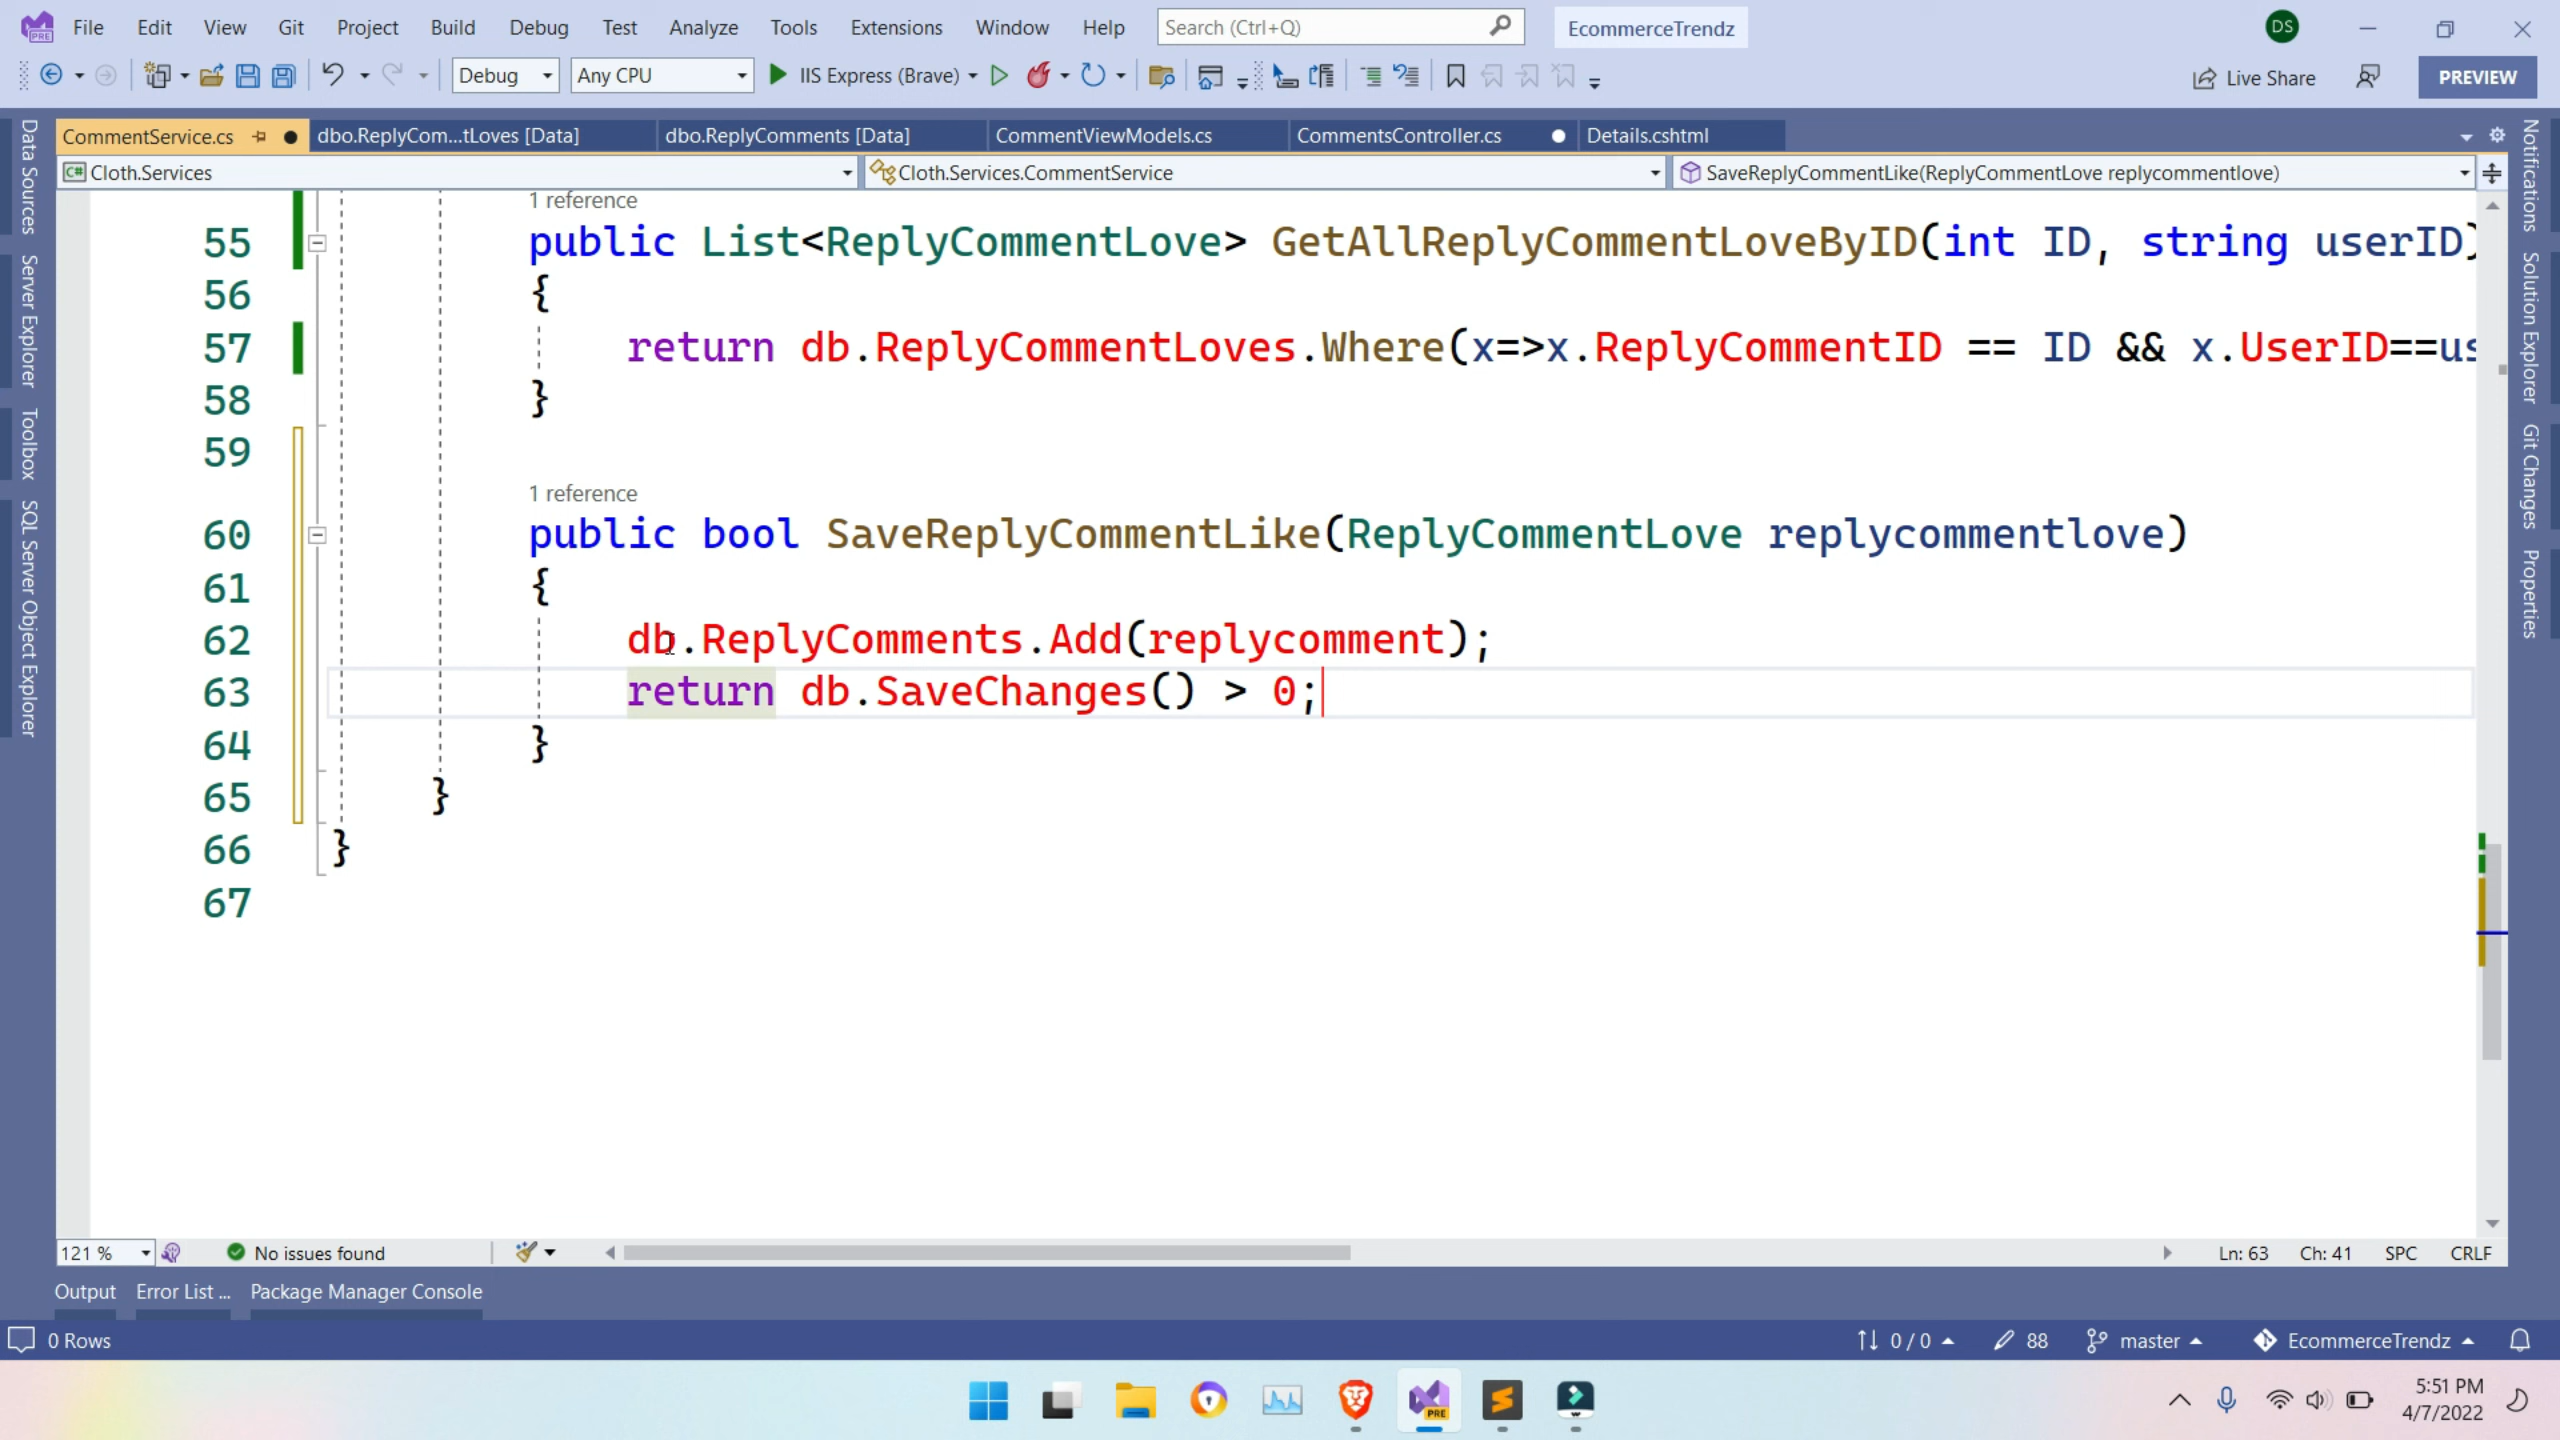 File Edit View Git Project Build Debug Test Analyze Tools Extensions Window Help Search (Ctrl+Q) EcommerceTrendz DS
Debug Any CPU IIS Express (Brave) Live Share PREVIEW
CommentService.cs dbo.ReplyCom...tLoves [Data] dbo.ReplyComments [Data] CommentViewModels.cs CommentsController.cs Details.cshtml
C# Cloth.Services Cloth.Services.CommentService SaveReplyCommentLike(ReplyCommentLove replycommentlove)
Data Sources
Server Explorer
Toolbox
SQL Server Object Explorer
1 reference
55 public List<ReplyCommentLove> GetAllReplyCommentLoveByID(int ID, string userID)
56 {
57 return db.ReplyCommentLoves.Where(x=>x.ReplyCommentID == ID && x.UserID==us
58 }
59
1 reference
60 public bool SaveReplyCommentLike(ReplyCommentLove replycommentlove)
61 {
62 db.ReplyComments.Add(replycomment);
63 return db.SaveChanges() > 0;
64 }
65 }
66 }
67
Notifications
Solution Explorer
Git Changes
Properties
121 % No issues found Ln: 63 Ch: 41 SPC CRLF
Output Error List ... Package Manager Console
0 Rows 0 / 0 88 master EcommerceTrendz
PRE
5:51 PM
4/7/2022